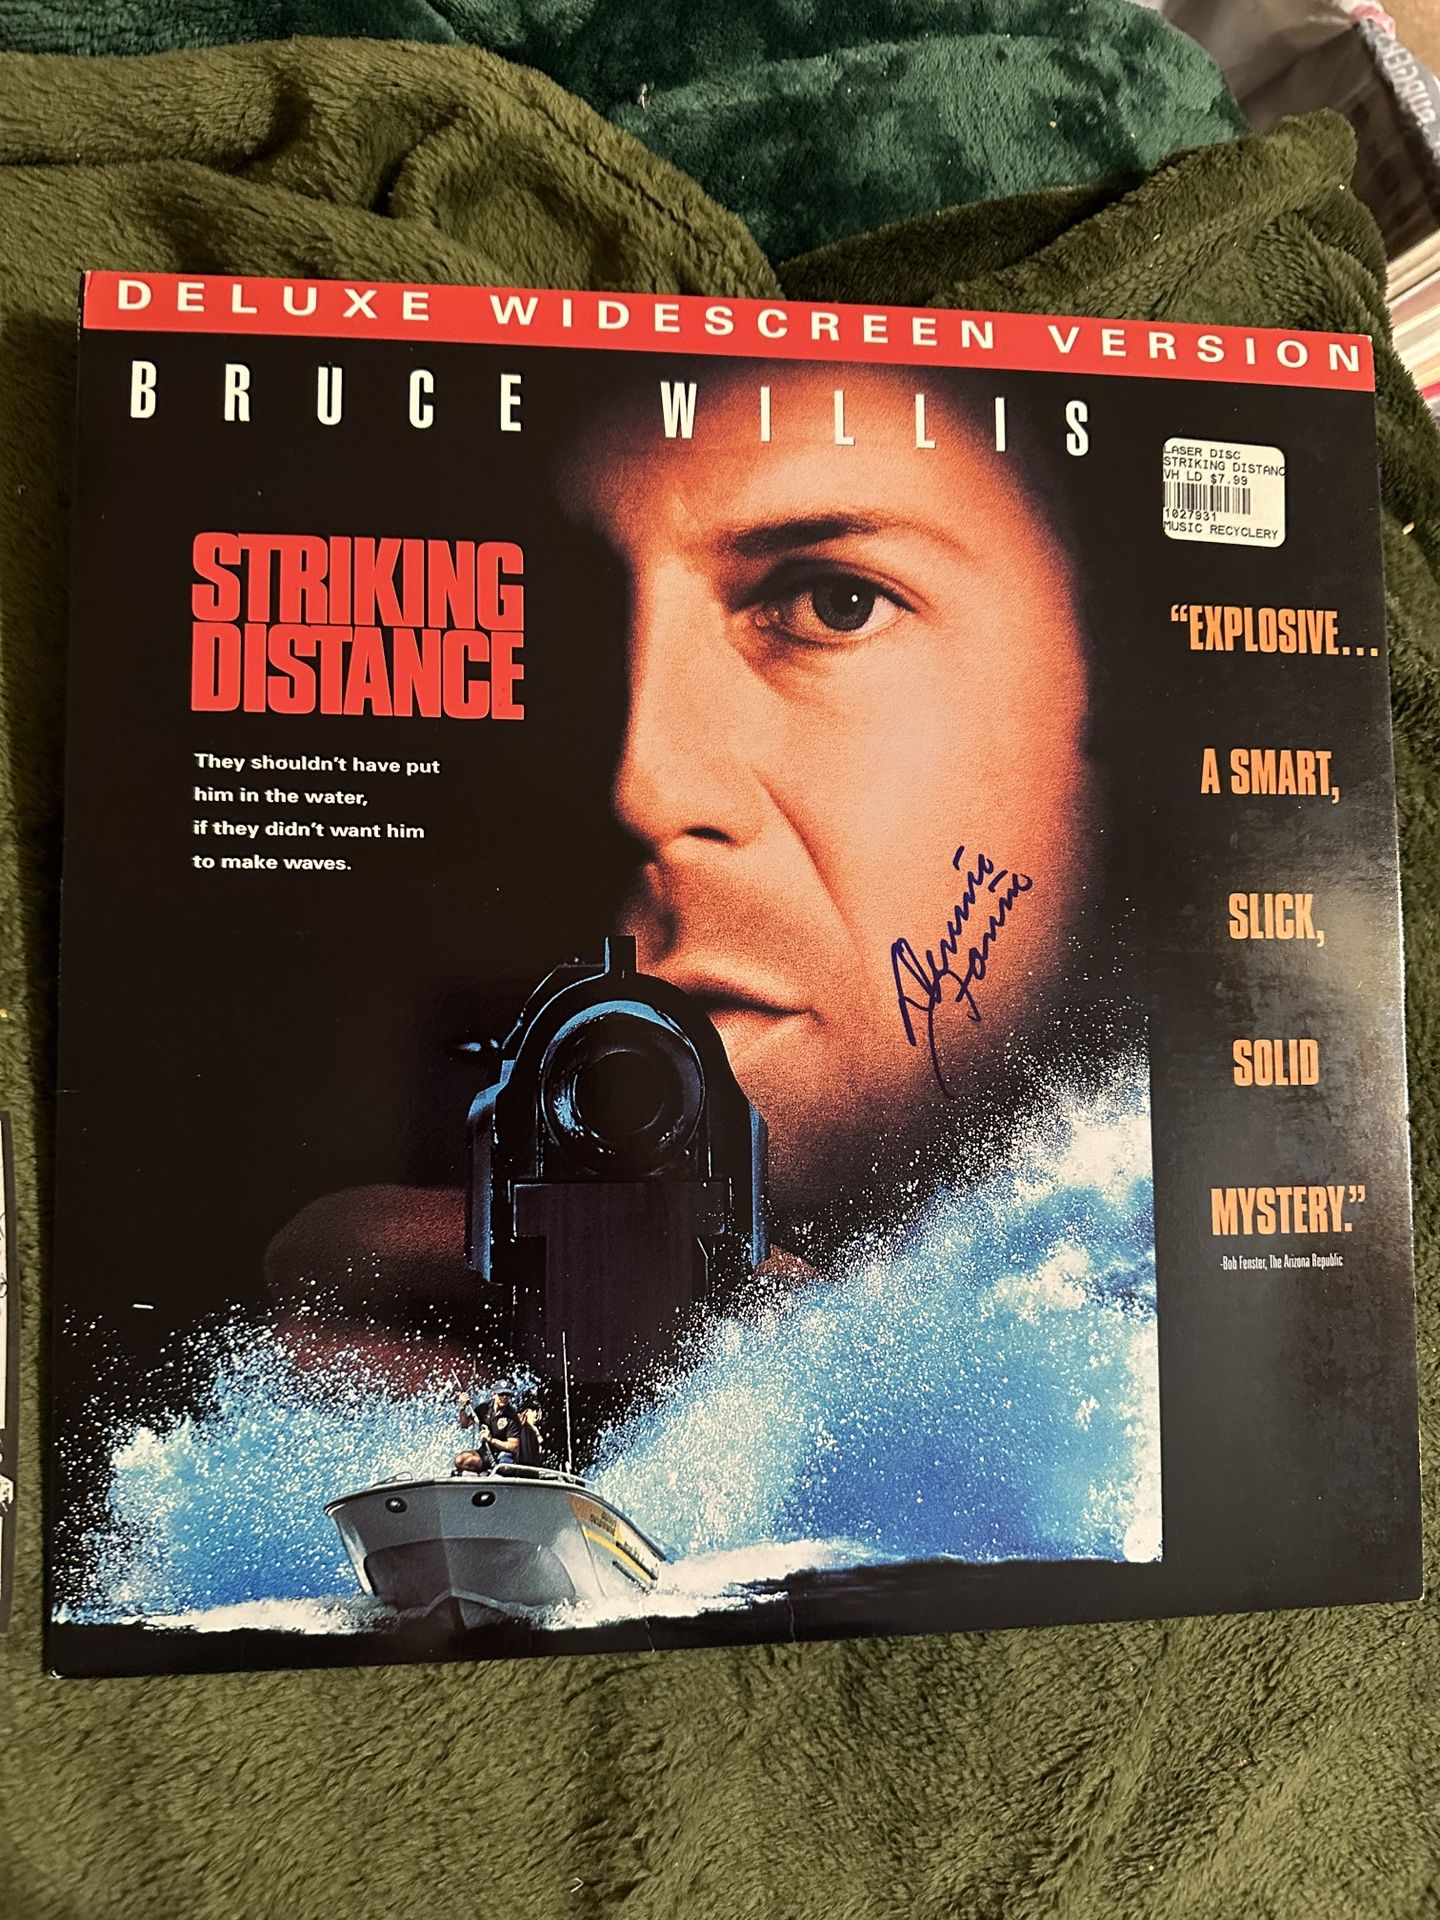 DELUXE WIDESCREEN VERSION
BRUCE WILLIS
LASER DISC
STRIKING DISTANC
VH LD $7.99
1027931
MUSIC RECYCLERY
STRIKING
DISTANCE
They shouldn't have put
him in the water,
if they didn't want him
to make waves.
"EXPLOSIVE...
A SMART,
SLICK,
SOLID
MYSTERY."
-Bob Fenster, The Arizona Republic